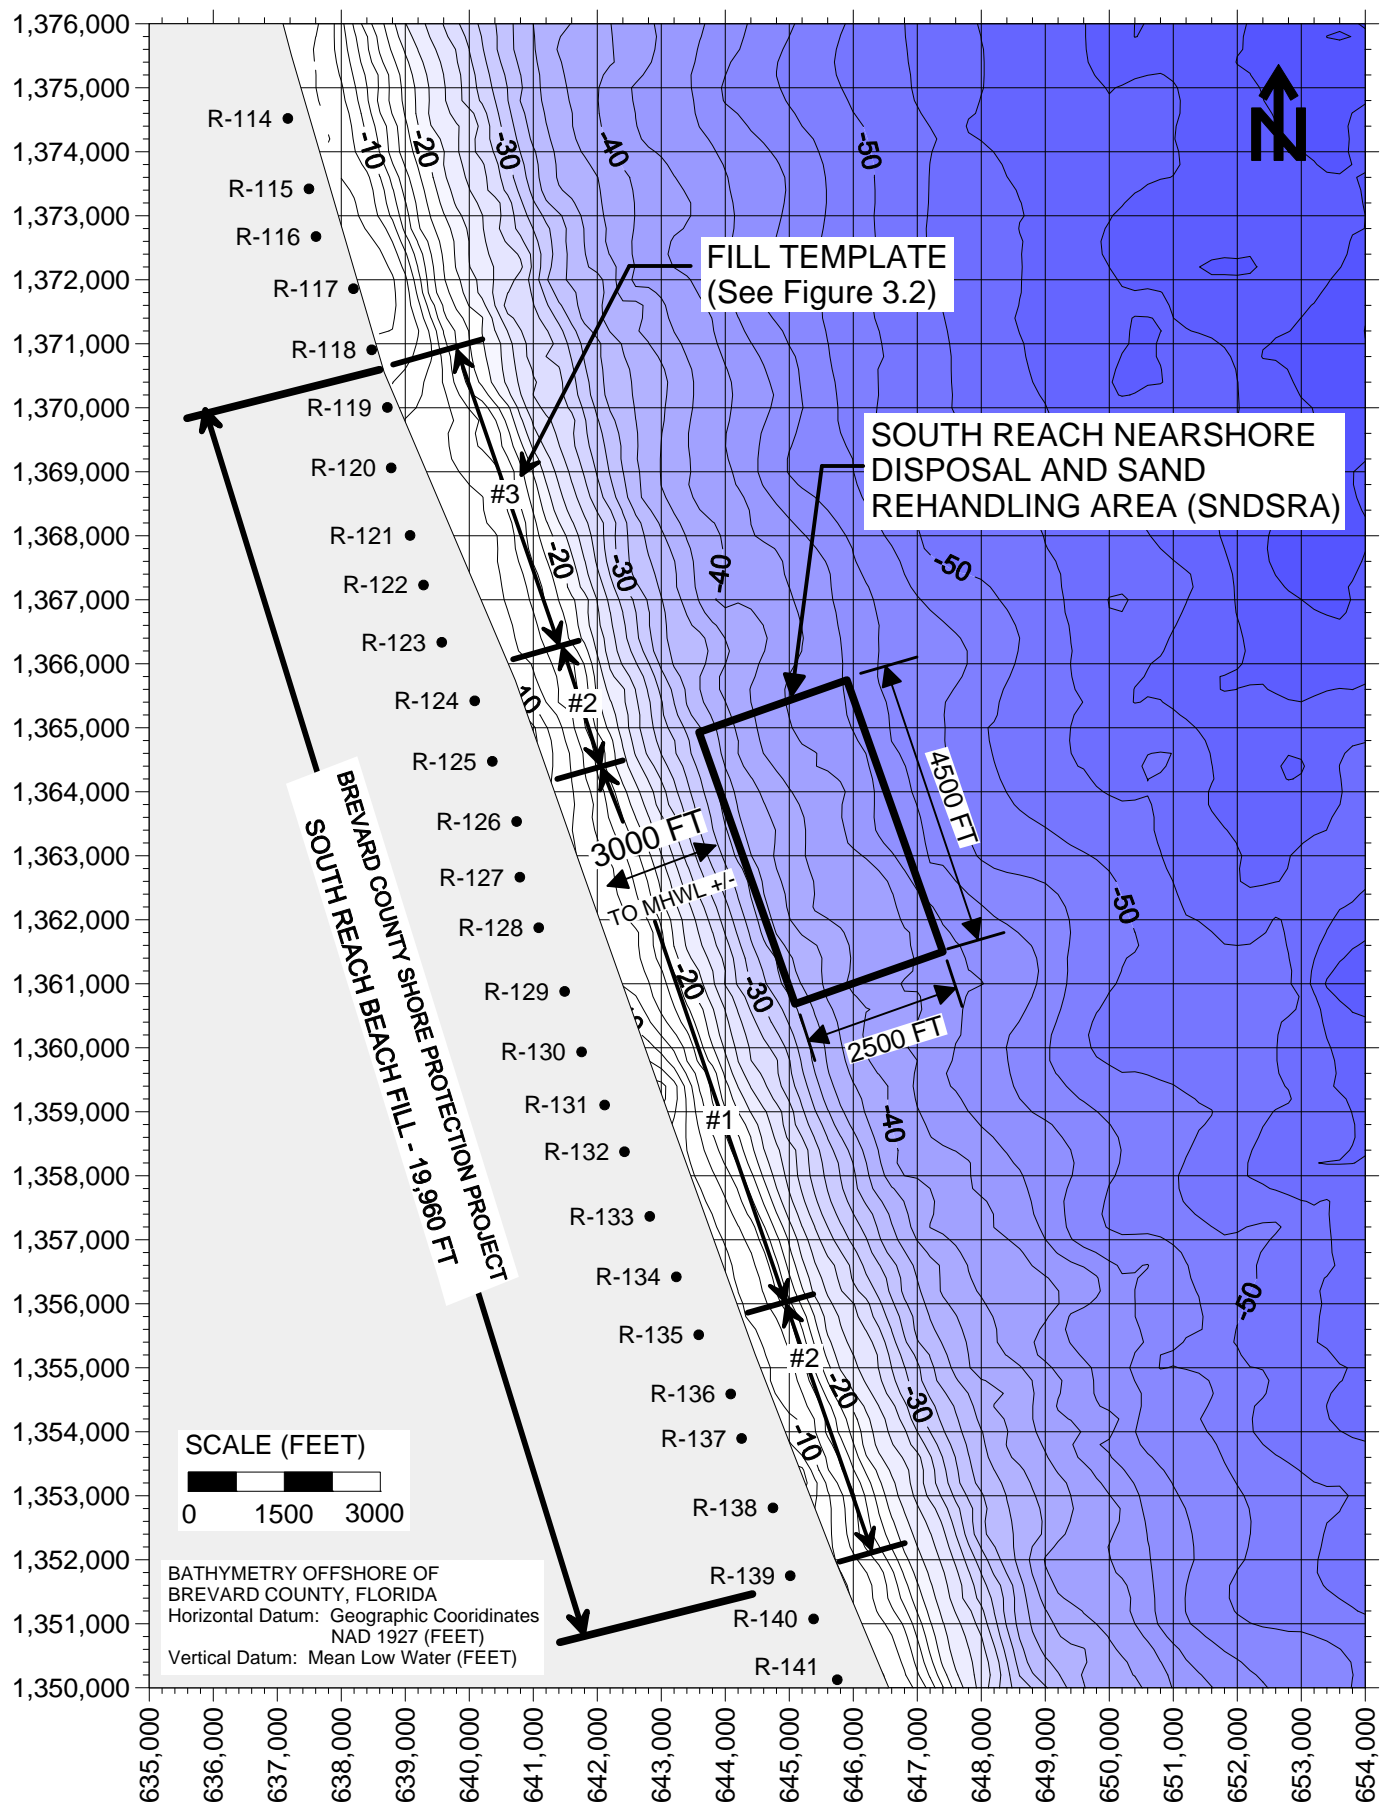 1,376,000
1,375,000
1,374,000
1,373,000
1,372,000
1,371,000
1,370,000
1,369,000
1,368,000
1,367,000
1,366,000
1,365,000
1,364,000
1,363,000
1,362,000
1,361,000
1,360,000
1,359,000
1,358,000
1,357,000
1,356,000
1,355,000
1,354,000
1,353,000
1,352,000
1,351,000
1,350,000
R-114
R-115
R-116
R-117
R-118
R-119
R-120
R-121
R-122
R-123
R-124
R-125
R-126
R-127
R-128
R-129
R-130
R-131
R-132
R-133
R-134
R-135
R-136
R-137
R-138
R-139
R-140
R-141
-10
-20
-30
-40
-50
N
FILL TEMPLATE
(See Figure 3.2)
SOUTH REACH NEARSHORE
DISPOSAL AND SAND
REHANDLING AREA (SNDSRA)
#3
-20
-30
-40
-50
#2
10
4500 FT
3000 FT
TO MHWL +/-
-50
-20
-30
2500 FT
#1
-40
-50
#2
-20
-30
-10
BREVARD COUNTY SHORE PROTECTION PROJECT
SOUTH REACH BEACH FILL - 19,960 FT
SCALE (FEET)
0 1500 3000
BATHYMETRY OFFSHORE OF
BREVARD COUNTY, FLORIDA
Horizontal Datum: Geographic Cooridinates
NAD 1927 (FEET)
Vertical Datum: Mean Low Water (FEET)
635,000
636,000
637,000
638,000
639,000
640,000
641,000
642,000
643,000
644,000
645,000
646,000
647,000
648,000
649,000
650,000
651,000
652,000
653,000
654,000